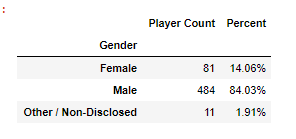 :
Player Count Percent
Gender
Female 81 14.06%
Male 484 84.03%
Other / Non-Disclosed 11 1.91%